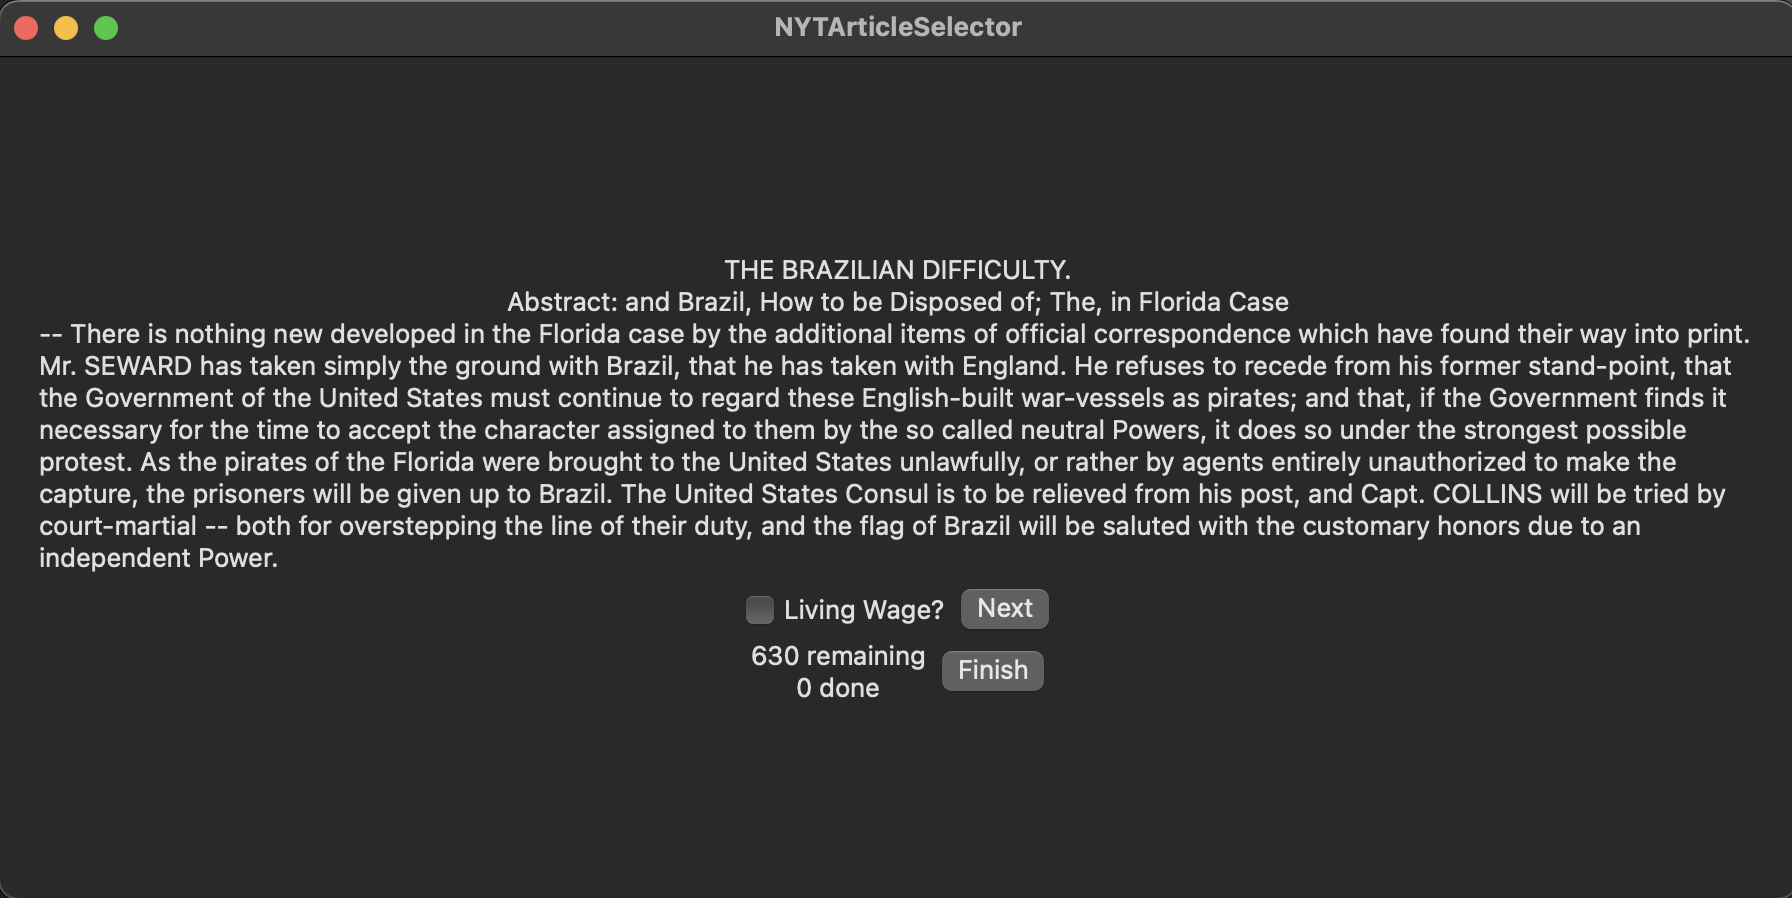 NYTArticleSelector
THE BRAZILIAN DIFFICULTY.
Abstract: and Brazil, How to be Disposed of; The, in Florida Case
-- There is nothing new developed in the Florida case by the additional items of official correspondence which have found their way into print.
Mr. SEWARD has taken simply the ground with Brazil, that he has taken with England. He refuses to recede from his former stand-point, that
the Government of the United States must continue to regard these English-built war-vessels as pirates; and that, if the Government finds it
necessary for the time to accept the character assigned to them by the so called neutral Powers, it does so under the strongest possible
protest. As the pirates of the Florida were brought to the United States unlawfully, or rather by agents entirely unauthorized to make the
capture, the prisoners will be given up to Brazil. The United States Consul is to be relieved from his post, and Capt. COLLINS will be tried by
court-martial -- both for overstepping the line of their duty, and the flag of Brazil will be saluted with the customary honors due to an
independent Power.
Living Wage? Next
630 remaining
0 done
Finish